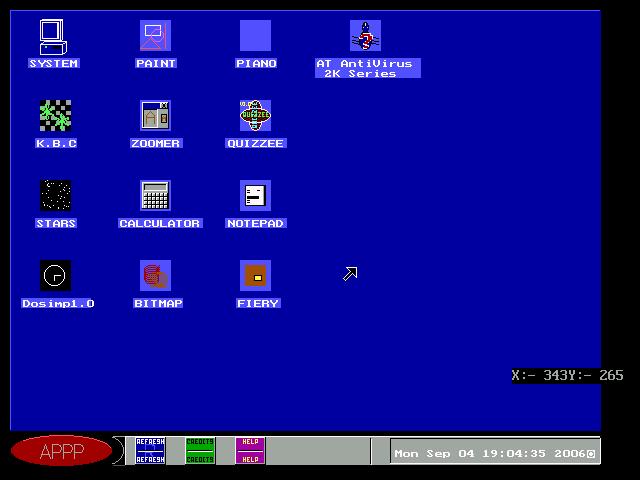 SYSTEM
PAINT
PIANO
AT AntiVirus
2K Series
K.B.C
ZOOMER
QUIZZEE
QUIZZEE
STARS
CALCULATOR
NOTEPAD
Dosimp1.0
BITMAP
FIERY
X:- 343Y:- 265
APPP
REFRESH
REFRESH
CREDITS
CREDITS
HELP
HELP
Mon Sep 04 19:04:35 2006